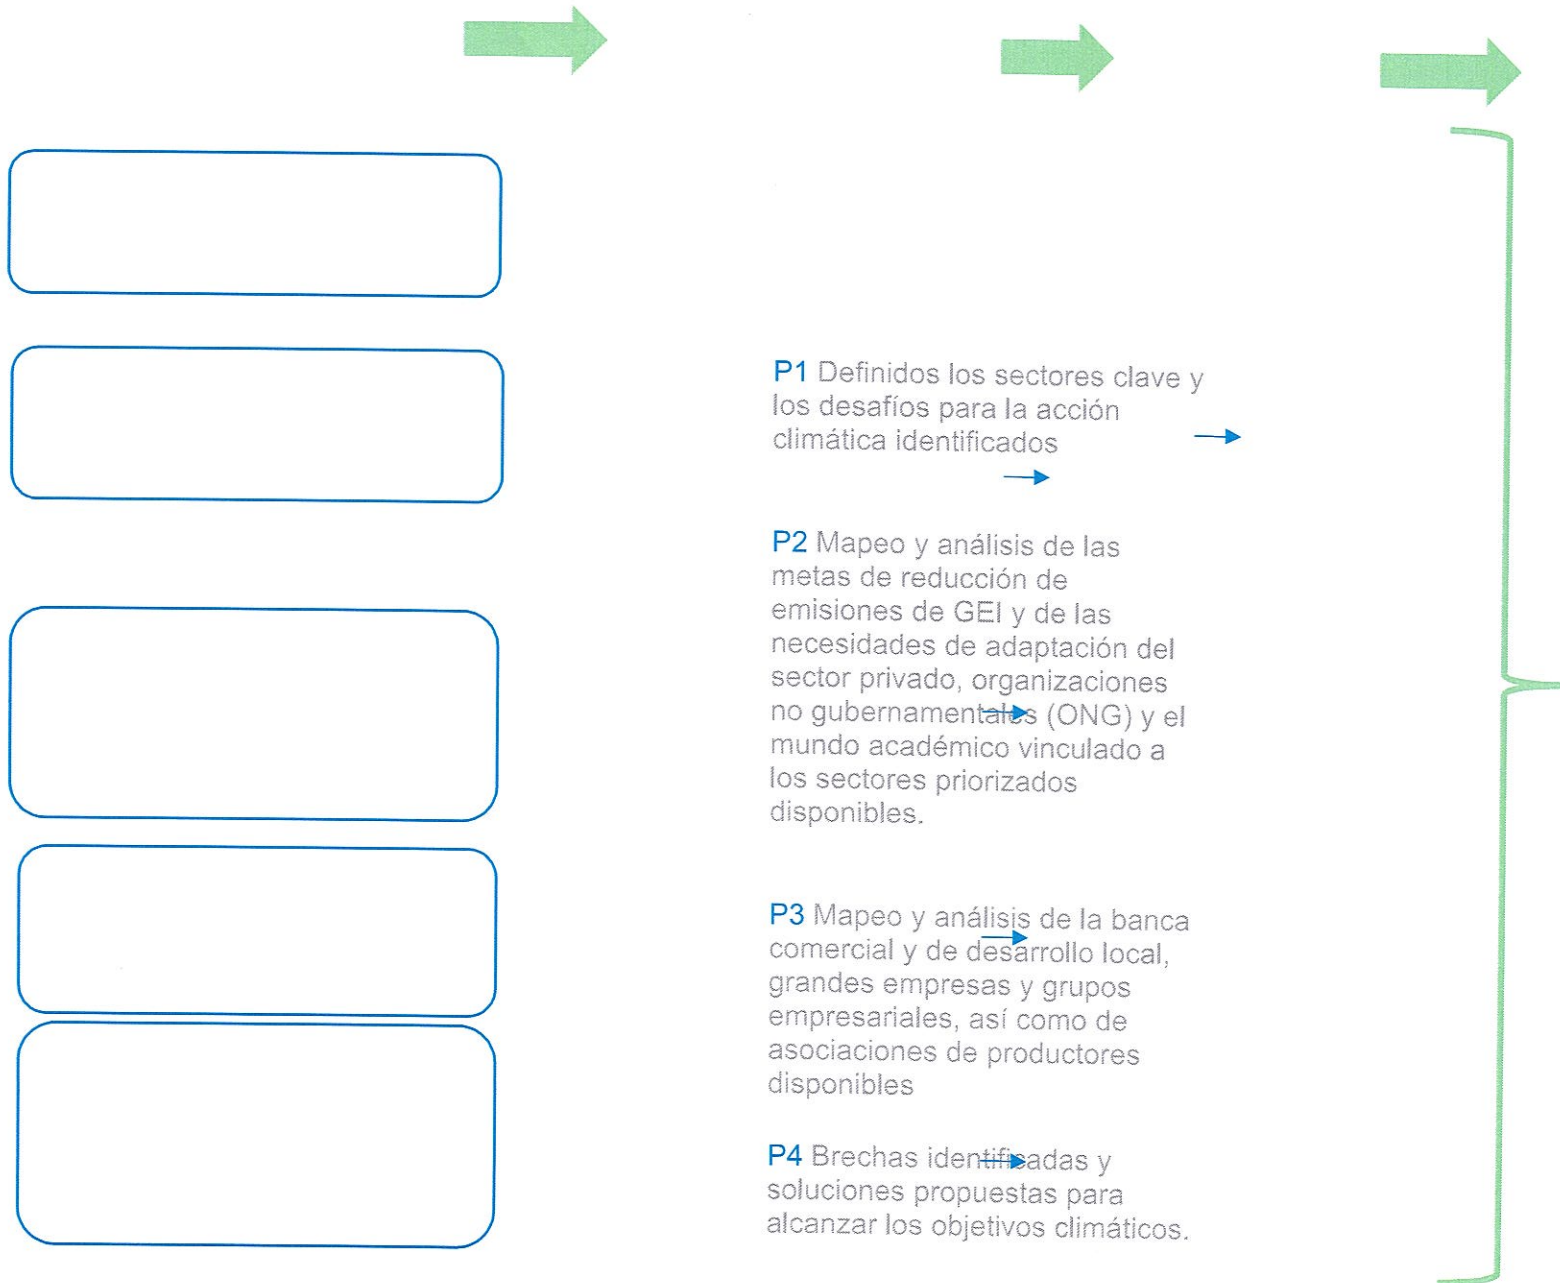 P1 Definidos los sectores clave y
los desafíos para la acción
climática identificados
P2 Mapeo y análisis de las
metas de reducción de
emisiones de GEI y de las
necesidades de adaptación del
sector privado, organizaciones
no gubernamentales (ONG) y el
mundo académico vinculado a
los sectores priorizados
disponibles.
P3 Mapeo y análisis de la banca
comercial y de desarrollo local,
grandes empresas y grupos
empresariales, así como de
asociaciones de productores
disponibles
P4 Brechas identificadas y
soluciones propuestas para
alcanzar los objetivos climáticos.